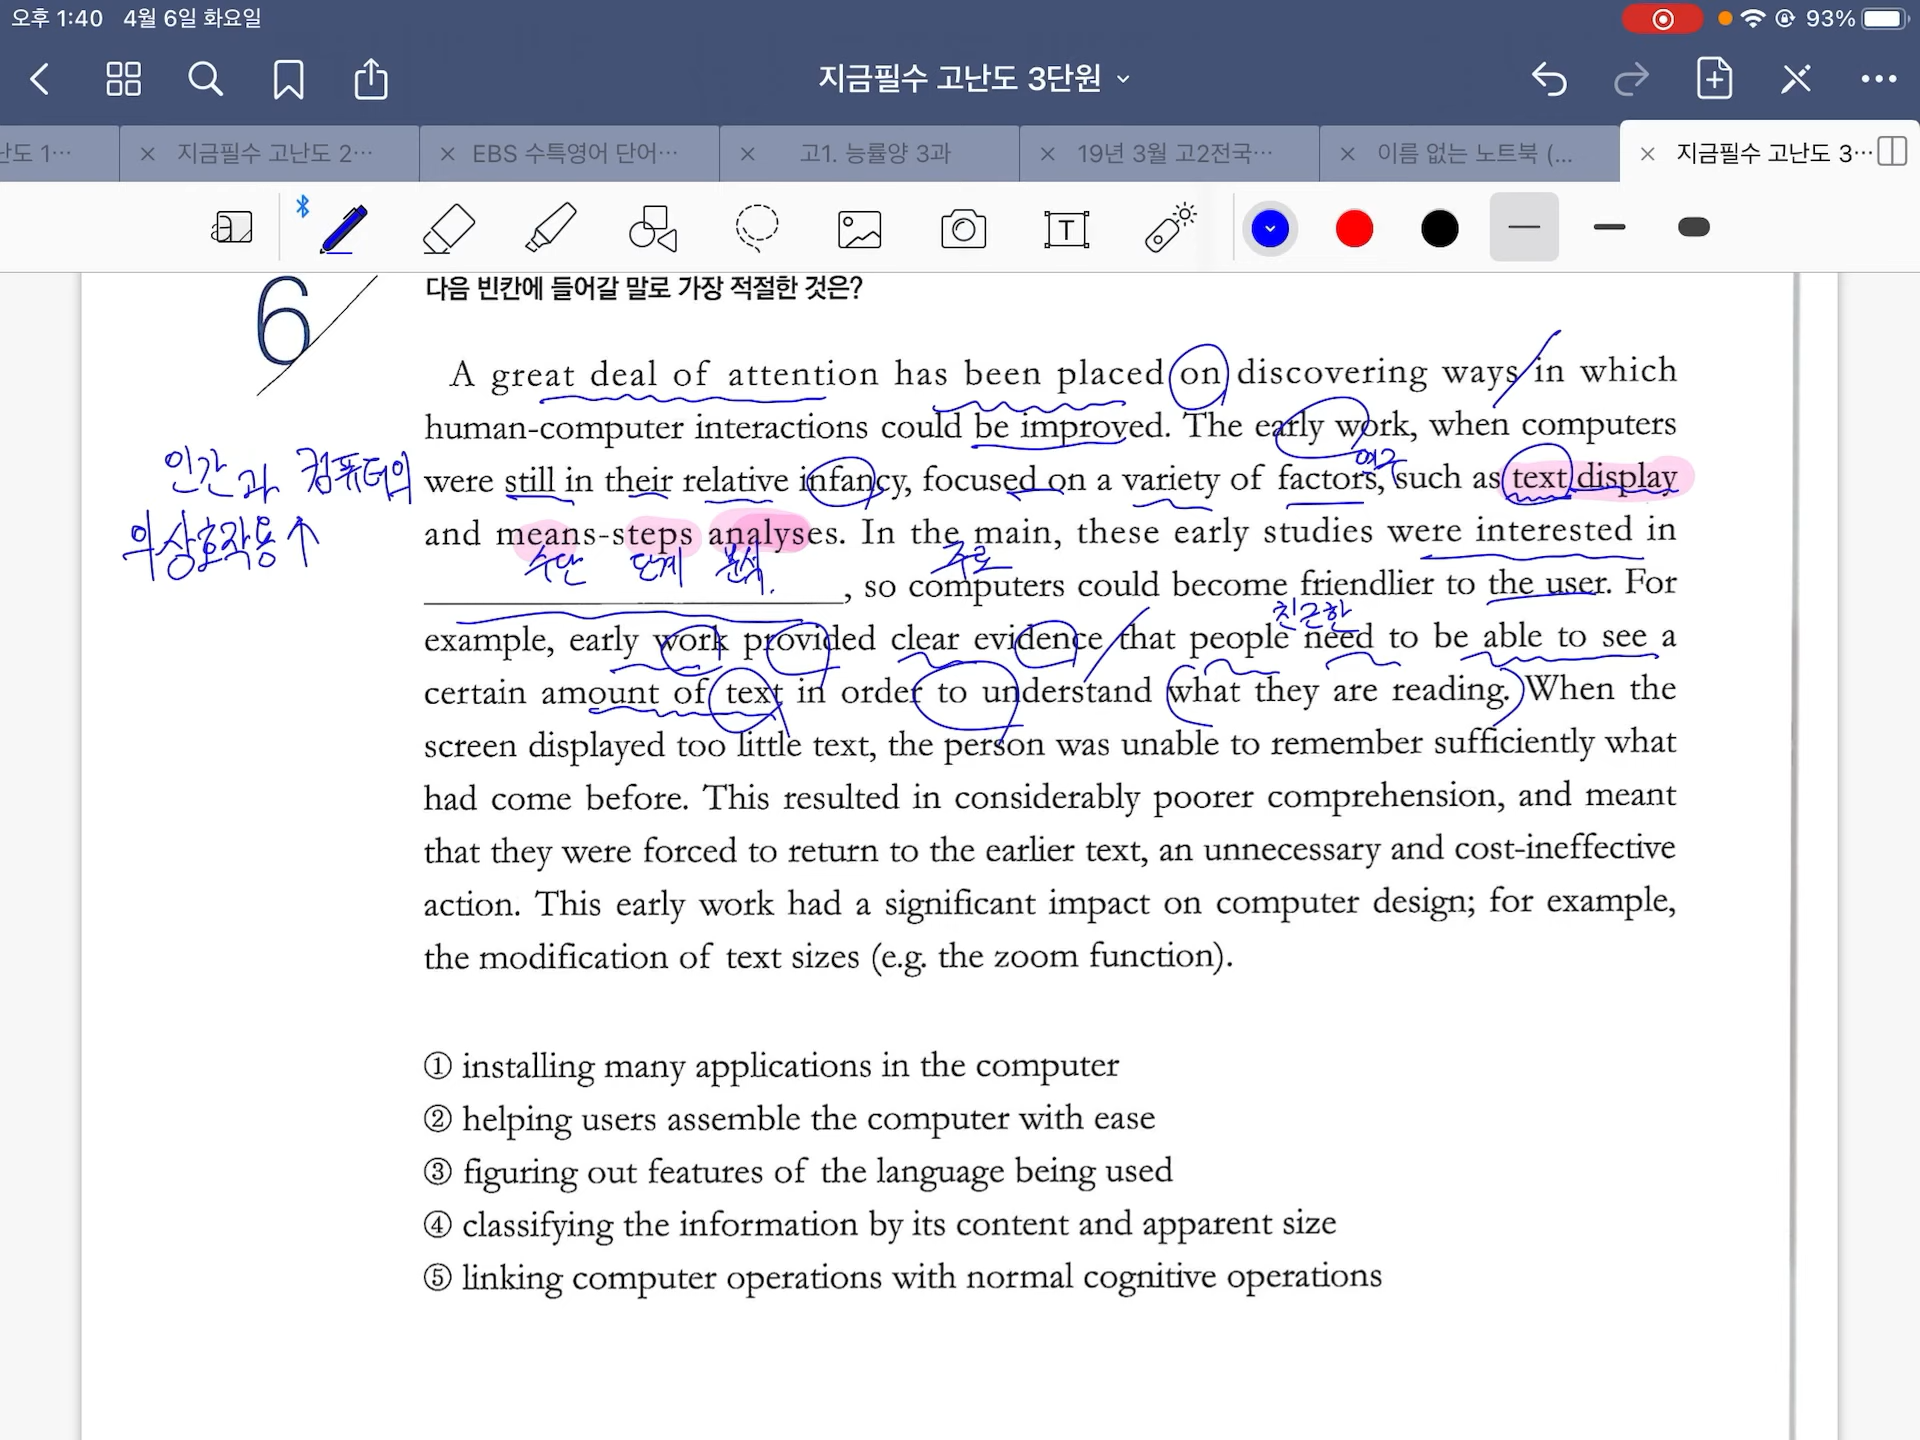 오후 1:40 4월 6일 화요일
93%
지금필수 고난도 3단원
난도 1…
지금필수 고난도 2…
EBS 수특영어 단어…
고1. 능률양 3과
19년 3월 고2전국…
이름 없는 노트북 (...
지금필수 고난도 3…
6
다음 빈칸에 들어갈 말로 가장 적절한 것은?
A great deal of attention has been placed on discovering ways in which
human-computer interactions could be improved. The early work, when computers
연구
인간과 컴퓨터의
were still in their relative infancy, focused on a variety of factors, such as text display
의 상호작용↑
and means-steps analyses. In the main, these early studies were interested in
수단 단계 분석. 주로
, so computers could become friendlier to the user. For
친근한
example, early work provided clear evidence that people need to be able to see a
certain amount of text in order to understand what they are reading. When the
screen displayed too little text, the person was unable to remember sufficiently what
had come before. This resulted in considerably poorer comprehension, and meant
that they were forced to return to the earlier text, an unnecessary and cost-ineffective
action. This early work had a significant impact on computer design; for example,
the modification of text sizes (e.g. the zoom function).
① installing many applications in the computer
② helping users assemble the computer with ease
③ figuring out features of the language being used
④ classifying the information by its content and apparent size
⑤ linking computer operations with normal cognitive operations